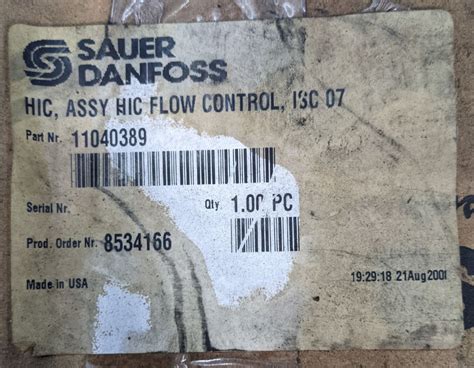 SAUER
DANFOSS
HIC, ASSY HIC FLOW CONTROL, ISC 07
Part Nr. 11040389
Serial Nr. Qty. 1.00 PC
Prod. Order Nr. 8534166
Made in USA 19:29:18 21Aug2001